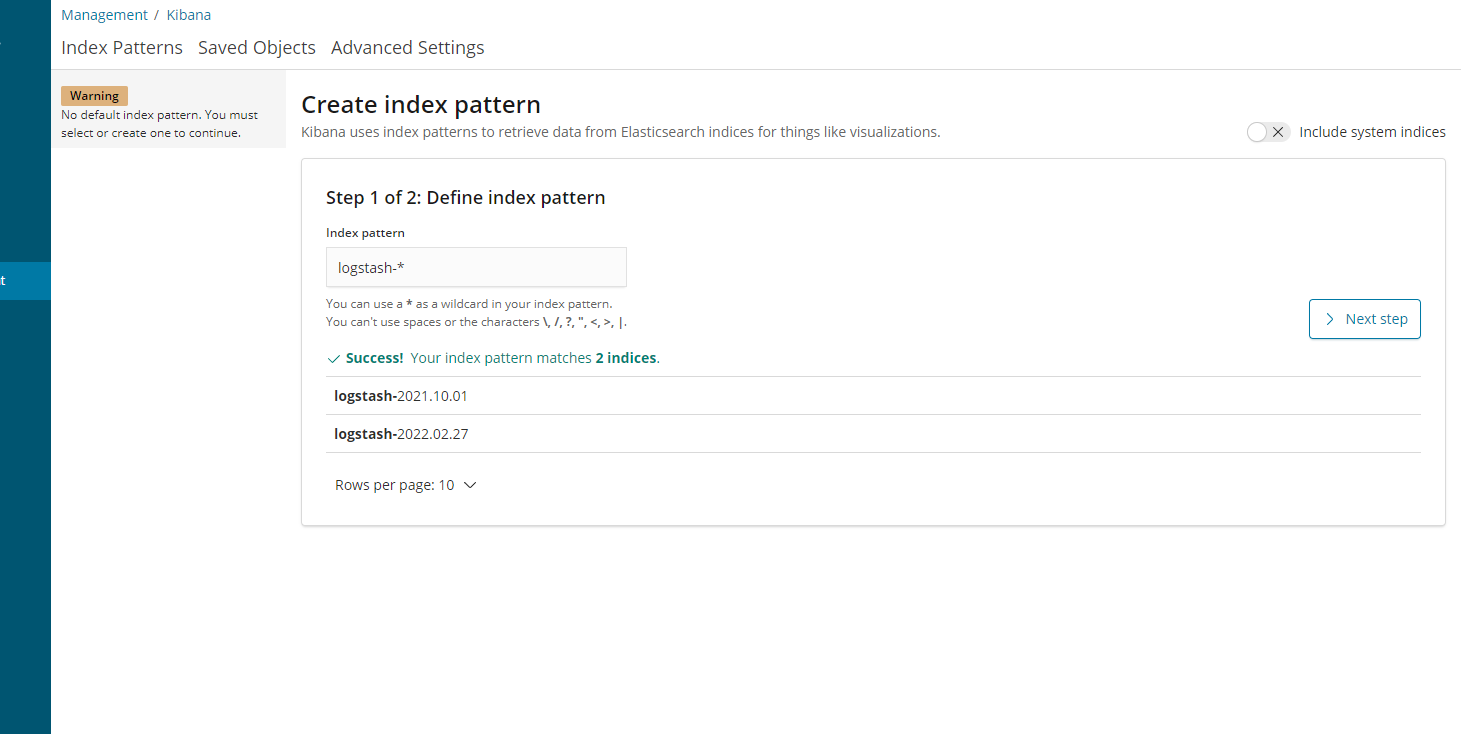 Management / Kibana
Index Patterns Saved Objects Advanced Settings
Warning
No default index pattern. You must
select or create one to continue.
Create index pattern
Kibana uses index patterns to retrieve data from Elasticsearch indices for things like visualizations.
Include system indices
Step 1 of 2: Define index pattern
Index pattern
logstash-*
You can use a * as a wildcard in your index pattern.
You can't use spaces or the characters \, /, ?, ", <, >, |.
Next step
Success! Your index pattern matches 2 indices.
logstash-2021.10.01
logstash-2022.02.27
Rows per page: 10
t